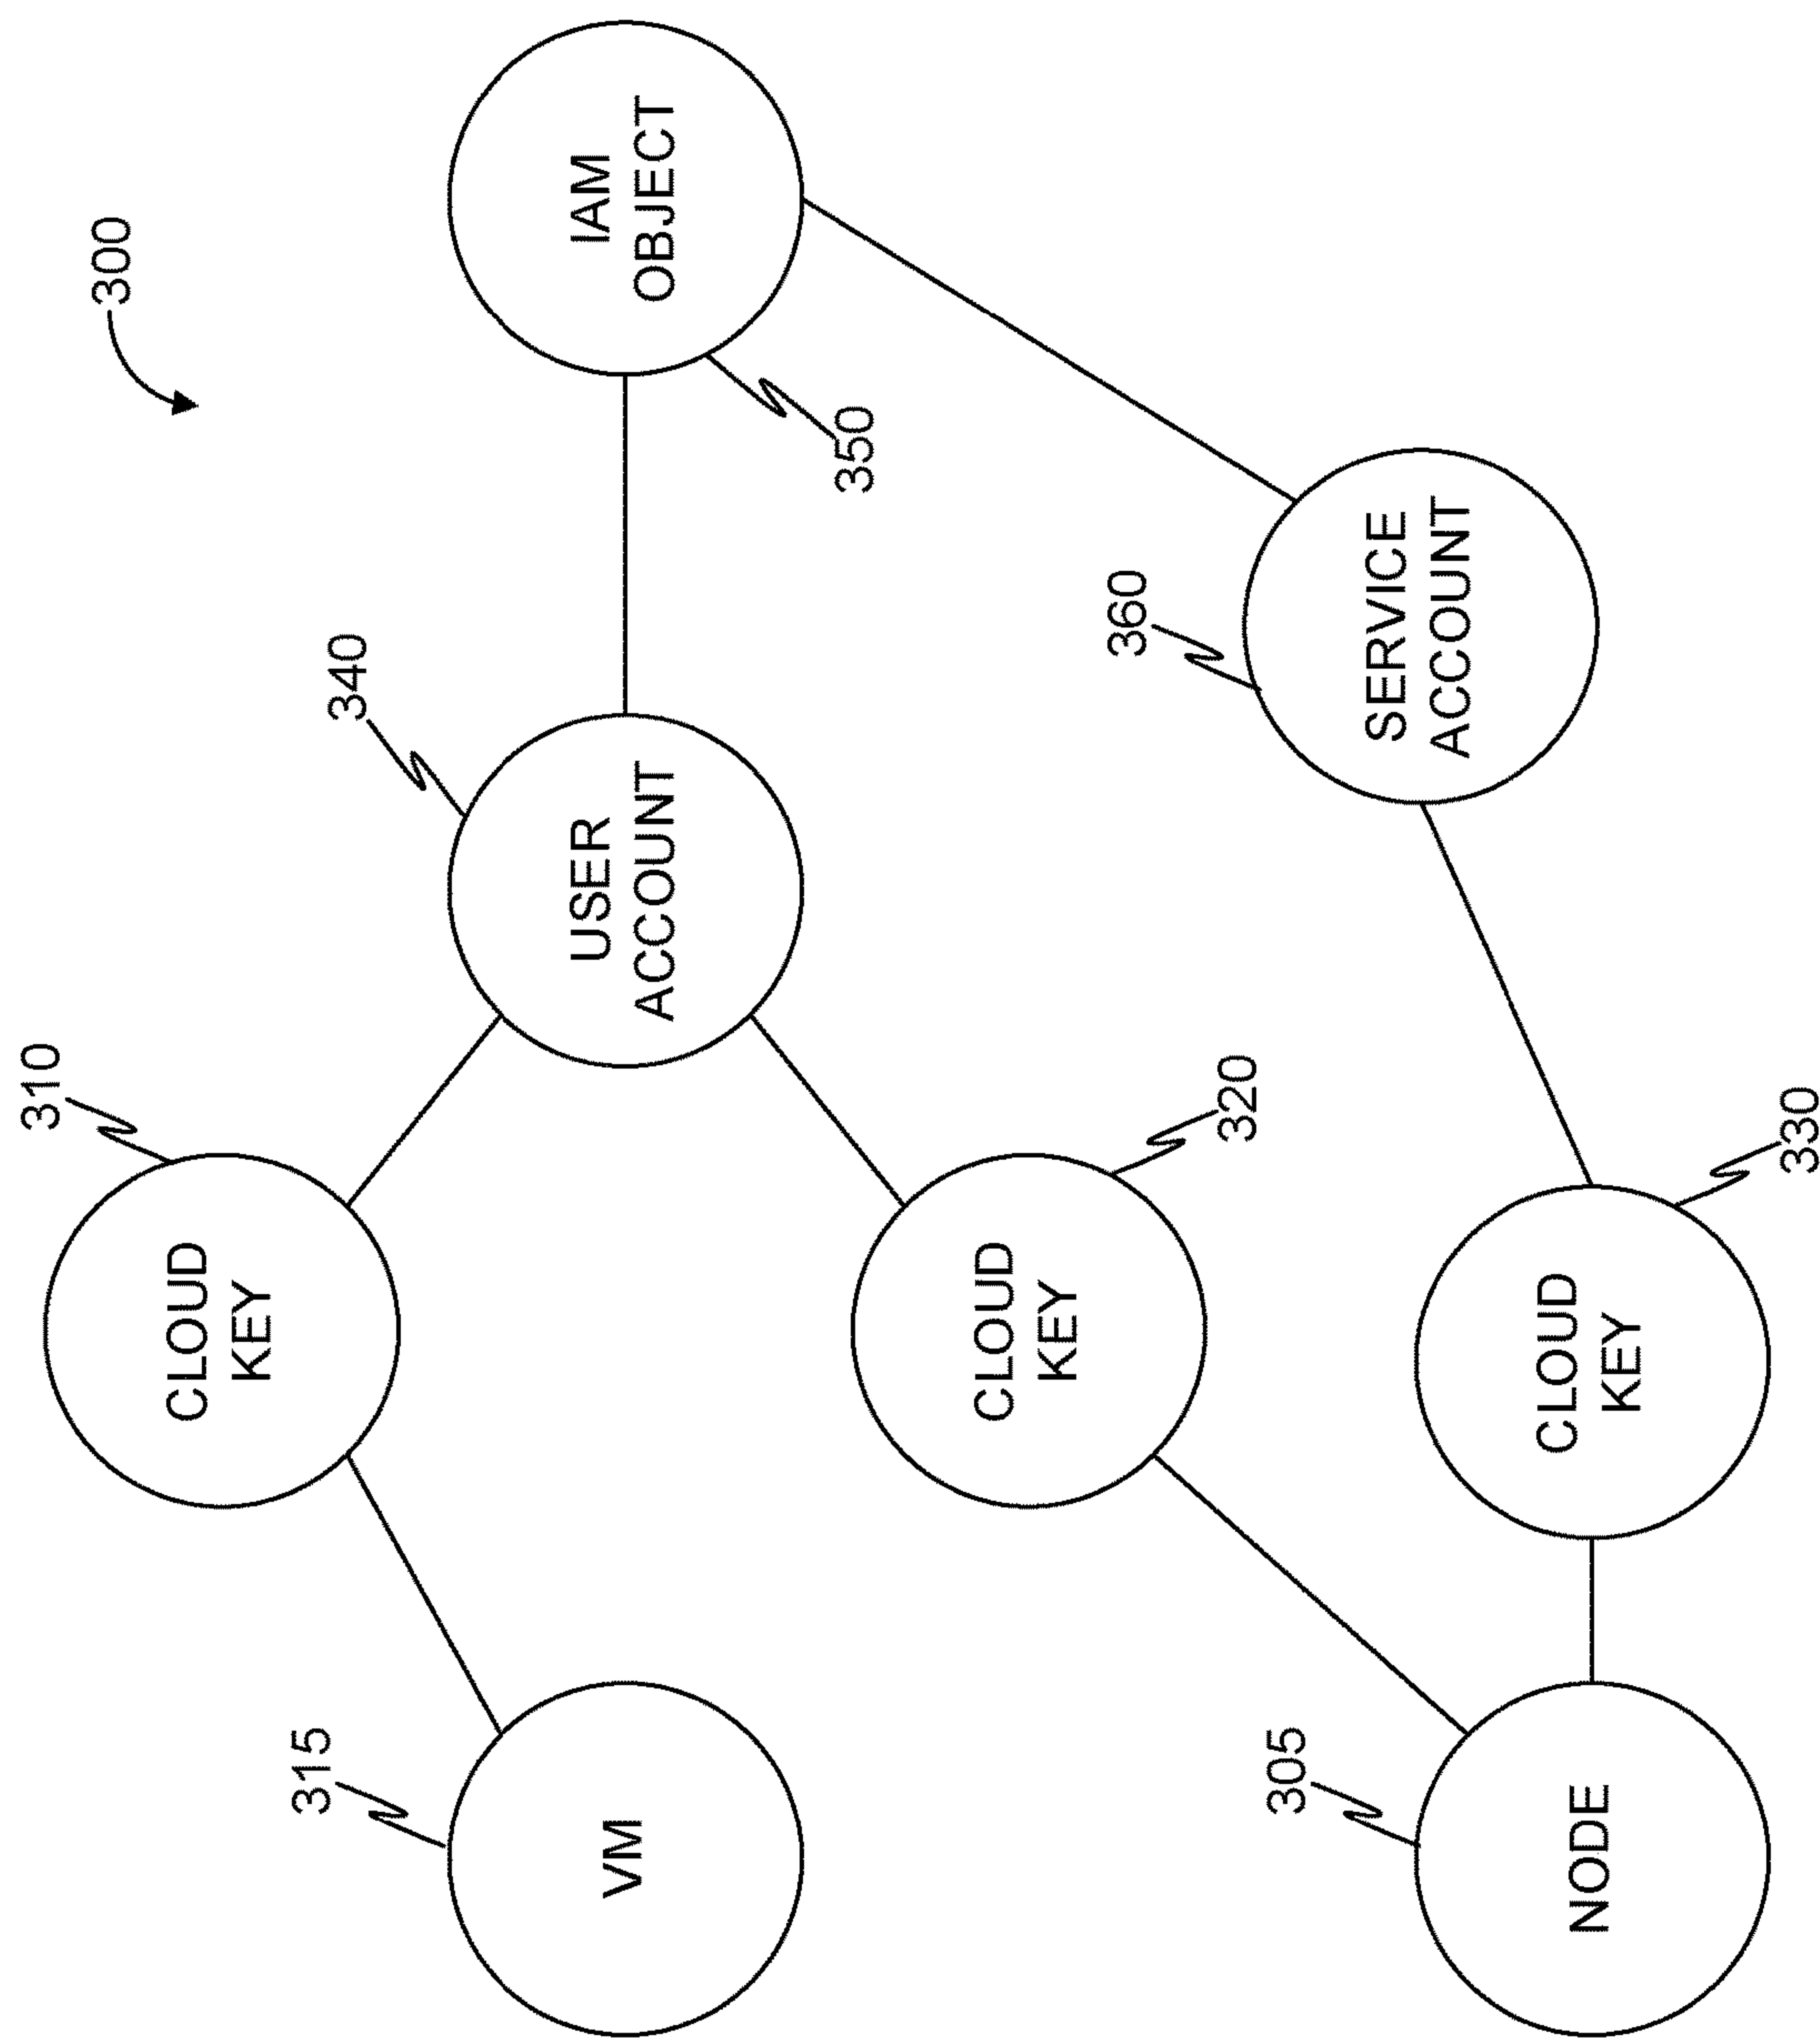 310
300
CLOUD
KEY
315
340
VM
USER
ACCOUNT
IAM
OBJECT
350
CLOUD
KEY
360
320
305
SERVICE
ACCOUNT
NODE
CLOUD
KEY
330